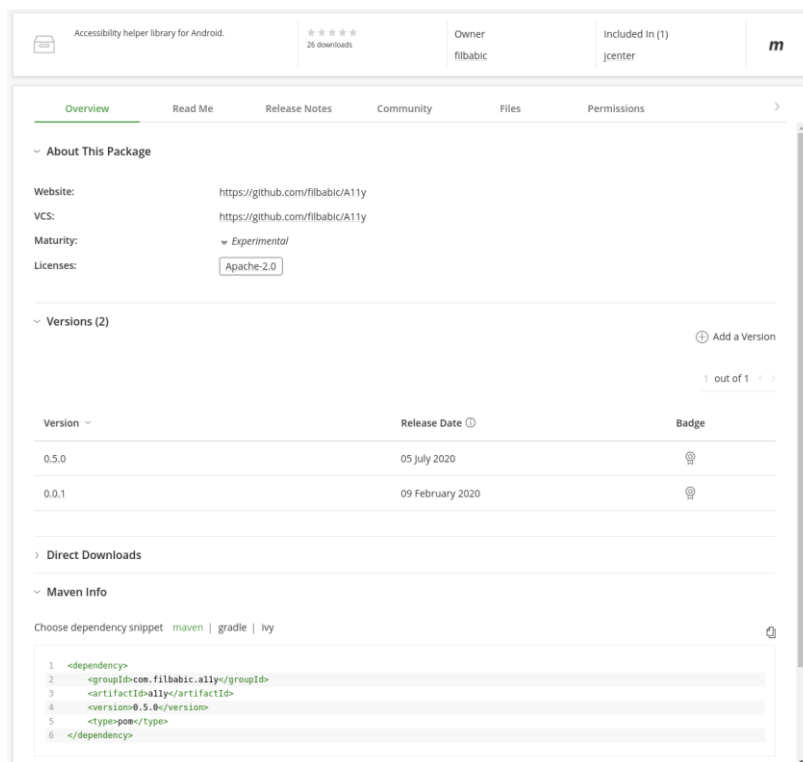 Accessibility helper library for Android.
26 downloads
Owner
filbabic
Included In (1)
jcenter
m
Overview Read Me Release Notes Community Files Permissions
About This Package
Website: https://github.com/filbabic/A11y
VCS: https://github.com/filbabic/A11y
Maturity: Experimental
Licenses: Apache-2.0
Versions (2)
Add a Version
1 out of 1
Version Release Date Badge
0.5.0 05 July 2020
0.0.1 09 February 2020
Direct Downloads
Maven Info
Choose dependency snippet maven | gradle | ivy
1 <dependency>
2 <groupId>com.filbabic.a11y</groupId>
3 <artifactId>a11y</artifactId>
4 <version>0.5.0</version>
5 <type>pom</type>
6 </dependency>